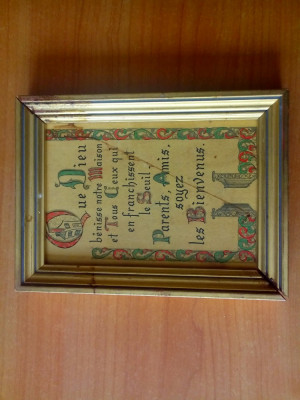 Que Dieu
bénisse notre Maison
et Tous Ceux qui
en franchissent
le Seuil -
Parents, Amis,
soyez
les Bienvenus.